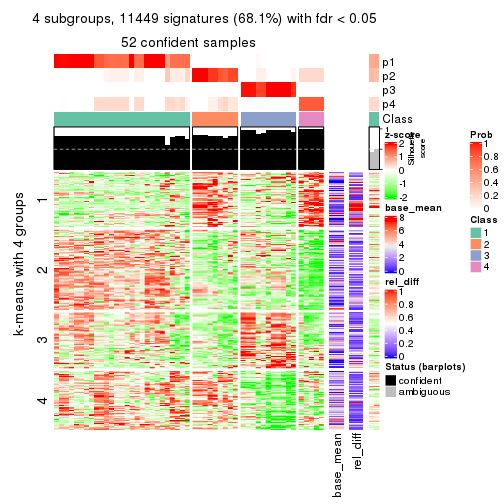 4 subgroups, 11449 signatures (68.1%) with fdr < 0.05
52 confident samples
p1
p2
p3
p4
Class
1
Silhouette
score
k-means with 4 groups
1
2
3
4
base_mean
rel_diff
z-score
2
1
0
-1
-2
base_mean
8
6
4
2
0
rel_diff
1
0.8
0.6
0.4
0.2
0
Status (barplots)
confident
ambiguous
Prob
1
0.8
0.6
0.4
0.2
0
Class
1
2
3
4